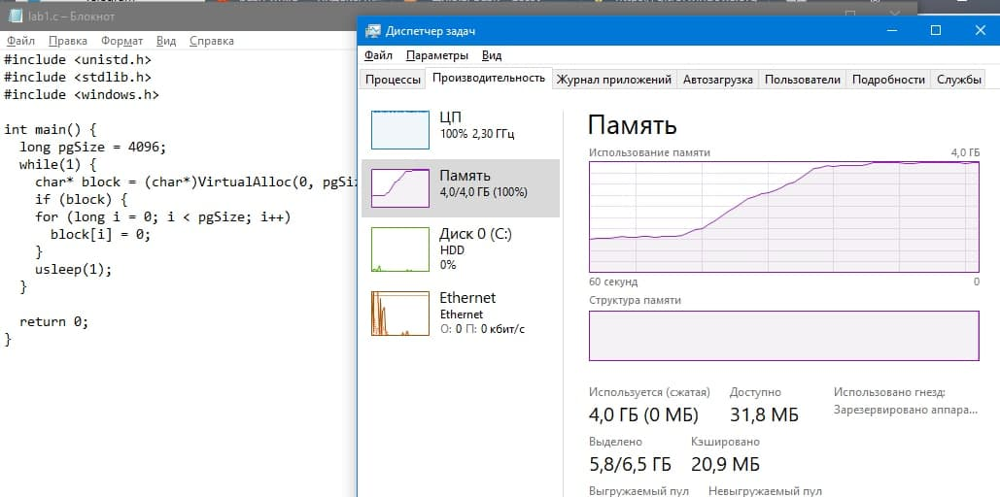 lab1.c – Блокнот
Файл Правка Формат Вид Справка
#include <unistd.h>
#include <stdlib.h>
#include <windows.h>
int main() {
long pgSize = 4096;
while(1) {
char* block = (char*)VirtualAlloc(0, pgSiz
if (block) {
for (long i = 0; i < pgSize; i++)
block[i] = 0;
}
usleep(1);
}
return 0;
}
Диспетчер задач
Файл Параметры Вид
Процессы Производительность Журнал приложений Автозагрузка Пользователи Подробности Службы
ЦП
100% 2,30 ГГц
Память
4,0/4,0 ГБ (100%)
Диск 0 (C:)
HDD
0%
Ethernet
Ethernet
О: 0 П: 0 кбит/с
Память
Использование памяти 4,0 ГБ
60 секунд 0
Структура памяти
Используется (сжатая) Доступно Использовано гнезд:
4,0 ГБ (0 МБ) 31,8 МБ Зарезервировано аппара...
Выделено Кэшировано
5,8/6,5 ГБ 20,9 МБ
Выгружаемый пул Невыгружаемый пул